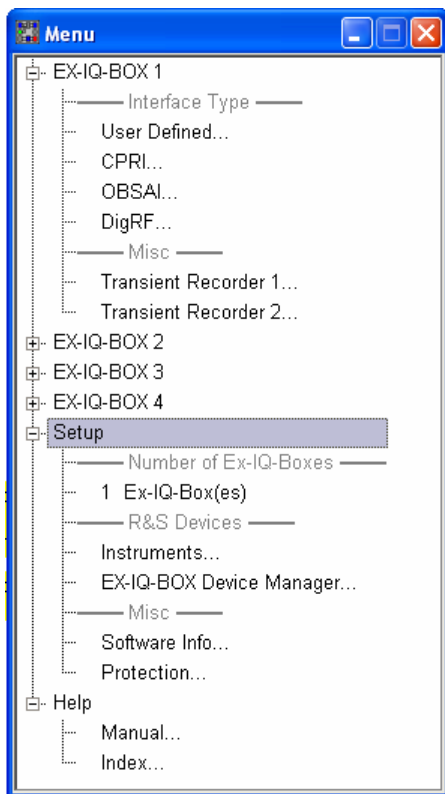 Menu
EX-IQ-BOX 1
Interface Type
User Defined...
CPRI...
OBSAI...
DigRF...
Misc
Transient Recorder 1...
Transient Recorder 2...
EX-IQ-BOX 2
EX-IQ-BOX 3
EX-IQ-BOX 4
Setup
Number of Ex-IQ-Boxes
1 Ex-IQ-Box(es)
R&S Devices
Instruments...
EX-IQ-BOX Device Manager...
Misc
Software Info...
Protection...
Help
Manual...
Index...